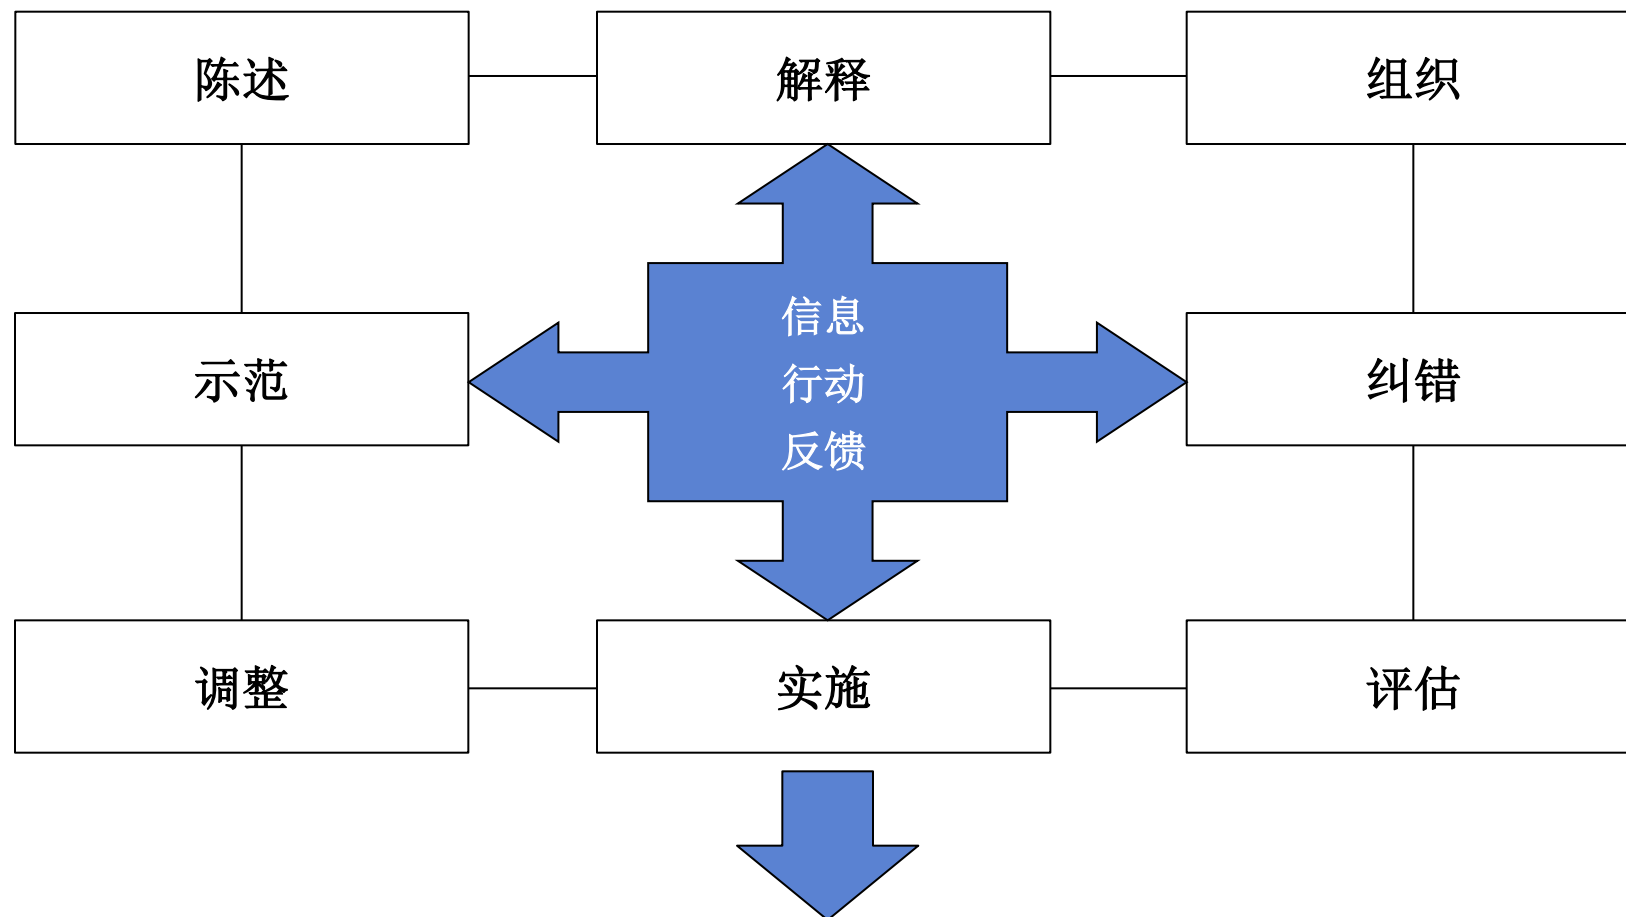 陈述
解释
组织
信息
行动
反馈
示范
纠错
调整
实施
评估